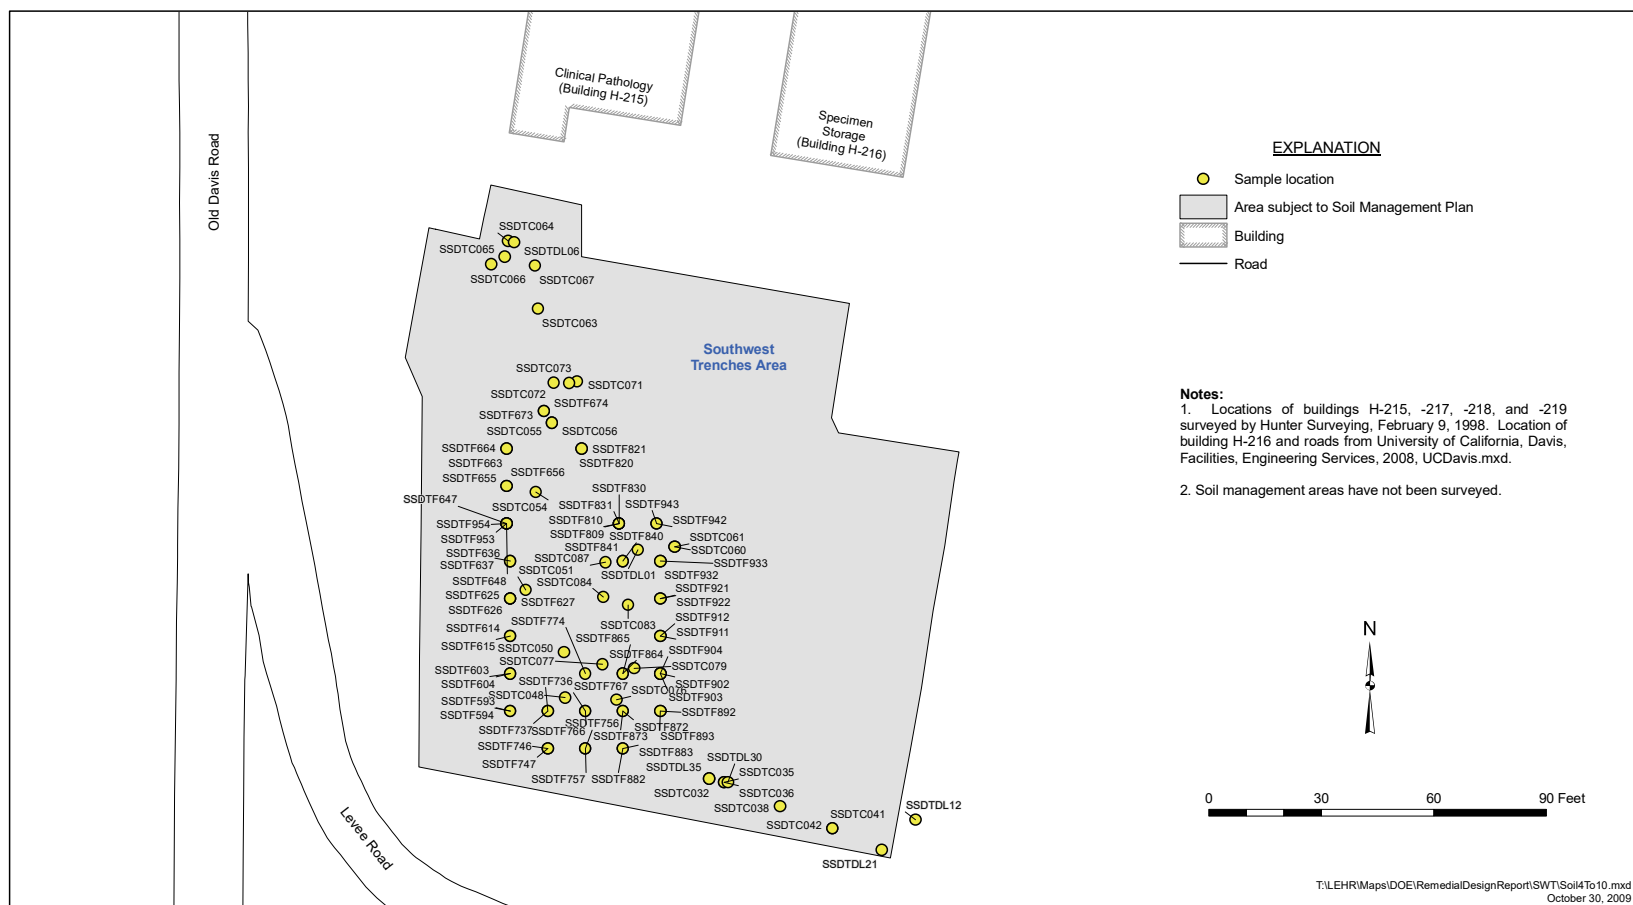 Clinical Pathology
(Building H-215)
Specimen
Storage
(Building H-216)
Old Davis Road
EXPLANATION
Sample location
Area subject to Soil Management Plan
Building
Road
SSDTC064
SSDTC065
SSDTDL06
SSDTC066
SSDTC067
SSDTC063
Southwest
Trenches Area
SSDTC073
SSDTC071
SSDTC072
SSDTF674
SSDTF673
SSDTC055
SSDTC056
SSDTF664
SSDTF821
SSDTF663
SSDTF820
SSDTF656
SSDTF655
SSDTF830
SSDTF647
SSDTC054
SSDTF831
SSDTF943
SSDTF954
SSDTF810
SSDTF942
SSDTF953
SSDTF809
SSDTF840
SSDTC061
SSDTF841
SSDTC060
SSDTF636
SSDTC087
SSDTF933
SSDTF637
SSDTC051
SSDTDL01
SSDTF932
SSDTF648
SSDTC084
SSDTF921
SSDTF625
SSDTF627
SSDTF922
SSDTF626
SSDTF912
SSDTF774
SSDTC083
SSDTF614
SSDTF911
SSDTF865
SSDTF615
SSDTC050
SSDTF864
SSDTF904
SSDTC077
SSDTC079
SSDTF603
SSDTF604
SSDTF736
SSDTF767
SSDTF902
SSDTC076
SSDTC048
SSDTF903
SSDTF593
SSDTF594
SSDTF892
SSDTF756
SSDTF872
SSDTF737
SSDTF766
SSDTF873
SSDTF893
SSDTF746
SSDTF883
SSDTF747
SSDTDL30
SSDTDL35
SSDTC035
SSDTF757
SSDTF882
SSDTC032
SSDTC036
SSDTC038
SSDTC041
SSDTDL12
SSDTC042
SSDTDL21
Levee Road
Notes:
1. Locations of buildings H-215, -217, -218, and -219
surveyed by Hunter Surveying, February 9, 1998. Location of
building H-216 and roads from University of California, Davis,
Facilities, Engineering Services, 2008, UCDavis.mxd.
2. Soil management areas have not been surveyed.
N
0 30 60 90 Feet
T:\LEHR\Maps\DOE\RemedialDesignReport\SWT\Soil4To10.mxd
October 30, 2009